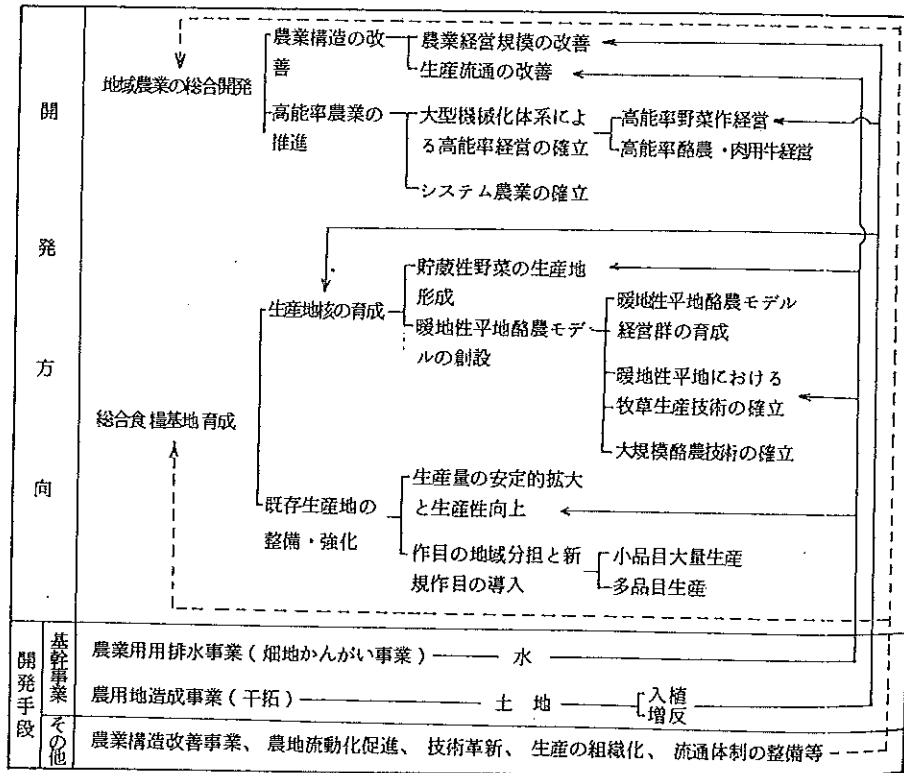 開発方向
地域農業の総合開発
農業構造の改
善
農業経営規模の改善
生産流通の改善
高能率農業の
推進
大型機械化体系によ
る高能率経営の確立
高能率野菜作経営
高能率酪農・肉用牛経営
システム農業の確立
総合食糧基地育成
生産地核の育成
貯蔵性野菜の生産地
形成
暖地性平地酪農モデ
ルの創設
暖地性平地酪農モデル
経営群の育成
暖地性平地における
牧草生産技術の確立
大規模酪農技術の確立
既存生産地の
整備・強化
生産量の安定的拡大
と生産性向上
作目の地域分担と新
規作目の導入
小品目大量生産
多品目生産
開発手段
基幹事業
農業用用排水事業(畑地かんがい事業) 水
農用地造成事業(干拓) 土地
入植
増反
その他
農業構造改善事業、農地流動化促進、技術革新、生産の組織化、流通体制の整備等